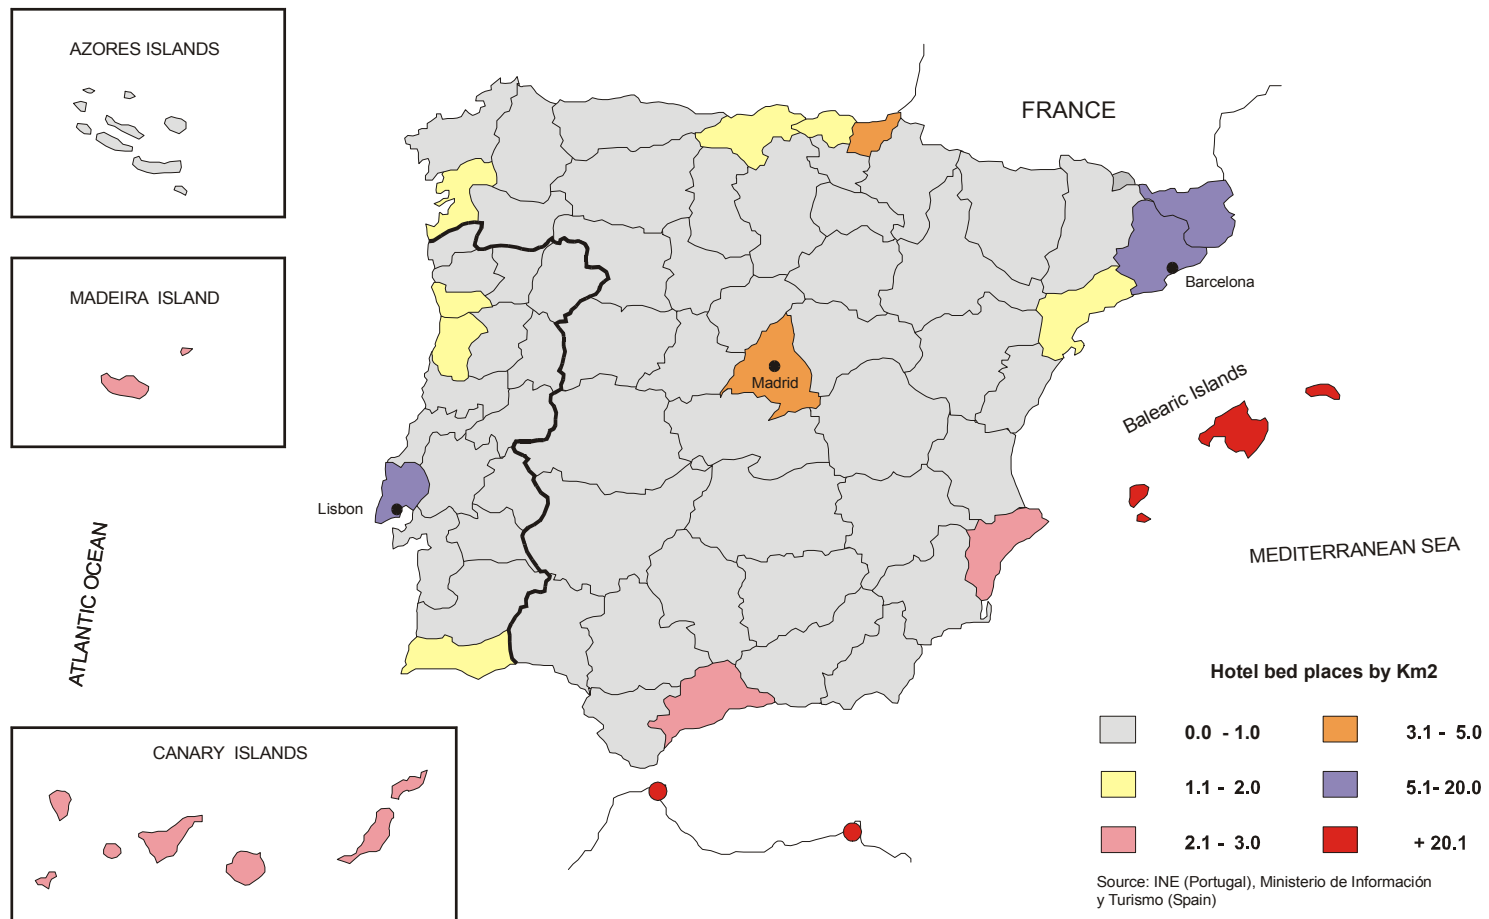 AZORES ISLANDS
FRANCE
MADEIRA ISLAND
Barcelona
Madrid
Balearic Islands
Lisbon
MEDITERRANEAN SEA
ATLANTIC OCEAN
CANARY ISLANDS
Hotel bed places by Km2
0.0 - 1.0
3.1 - 5.0
1.1 - 2.0
5.1- 20.0
2.1 - 3.0
+ 20.1
Source: INE (Portugal), Ministerio de Información
y Turismo (Spain)